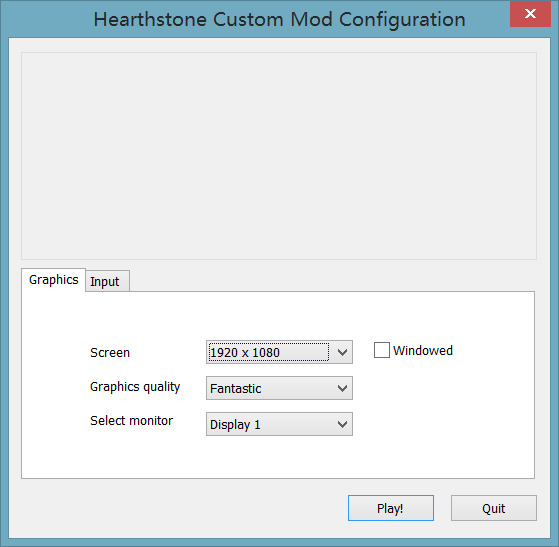 Hearthstone Custom Mod Configuration
Graphics
Input
Screen
1920 x 1080
Windowed
Graphics quality
Fantastic
Select monitor
Display 1
Play!
Quit